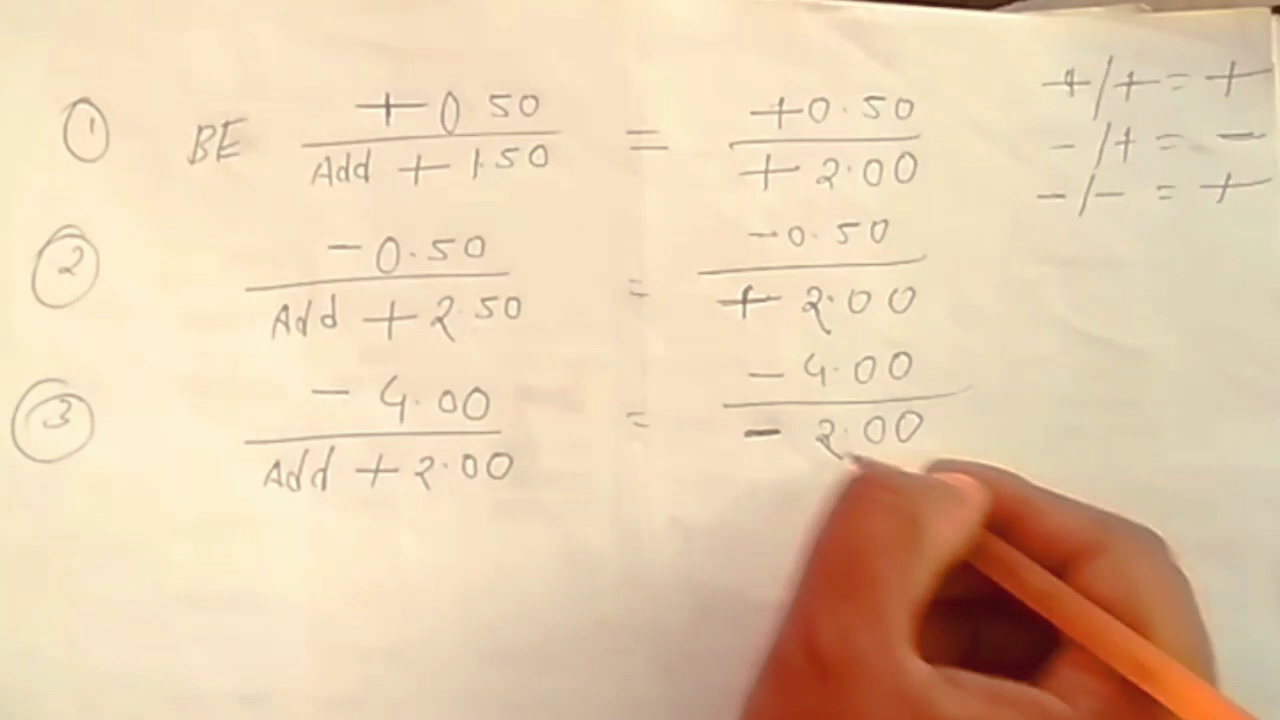 ① BE +0.50 = +0.50 +/+ = +
Add +1.50 +2.00 -/+ = -
② -0.50 = -0.50 -/- = +
Add +2.50 +2.00
③ -4.00 = -4.00
Add +2.00 -2.00